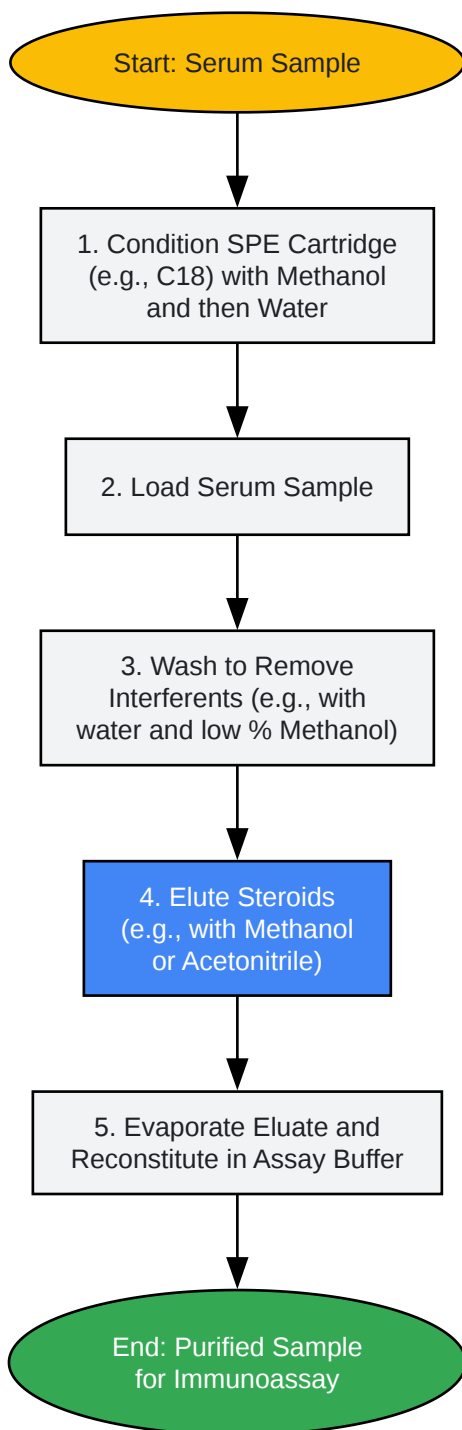 Start: Serum Sample
1. Condition SPE Cartridge
(e.g., C18) with Methanol
and then Water
2. Load Serum Sample
3. Wash to Remove
Interferents (e.g., with
water and low % Methanol)
4. Elute Steroids
(e.g., with Methanol
or Acetonitrile)
5. Evaporate Eluate and
Reconstitute in Assay Buffer
End: Purified Sample
for Immunoassay